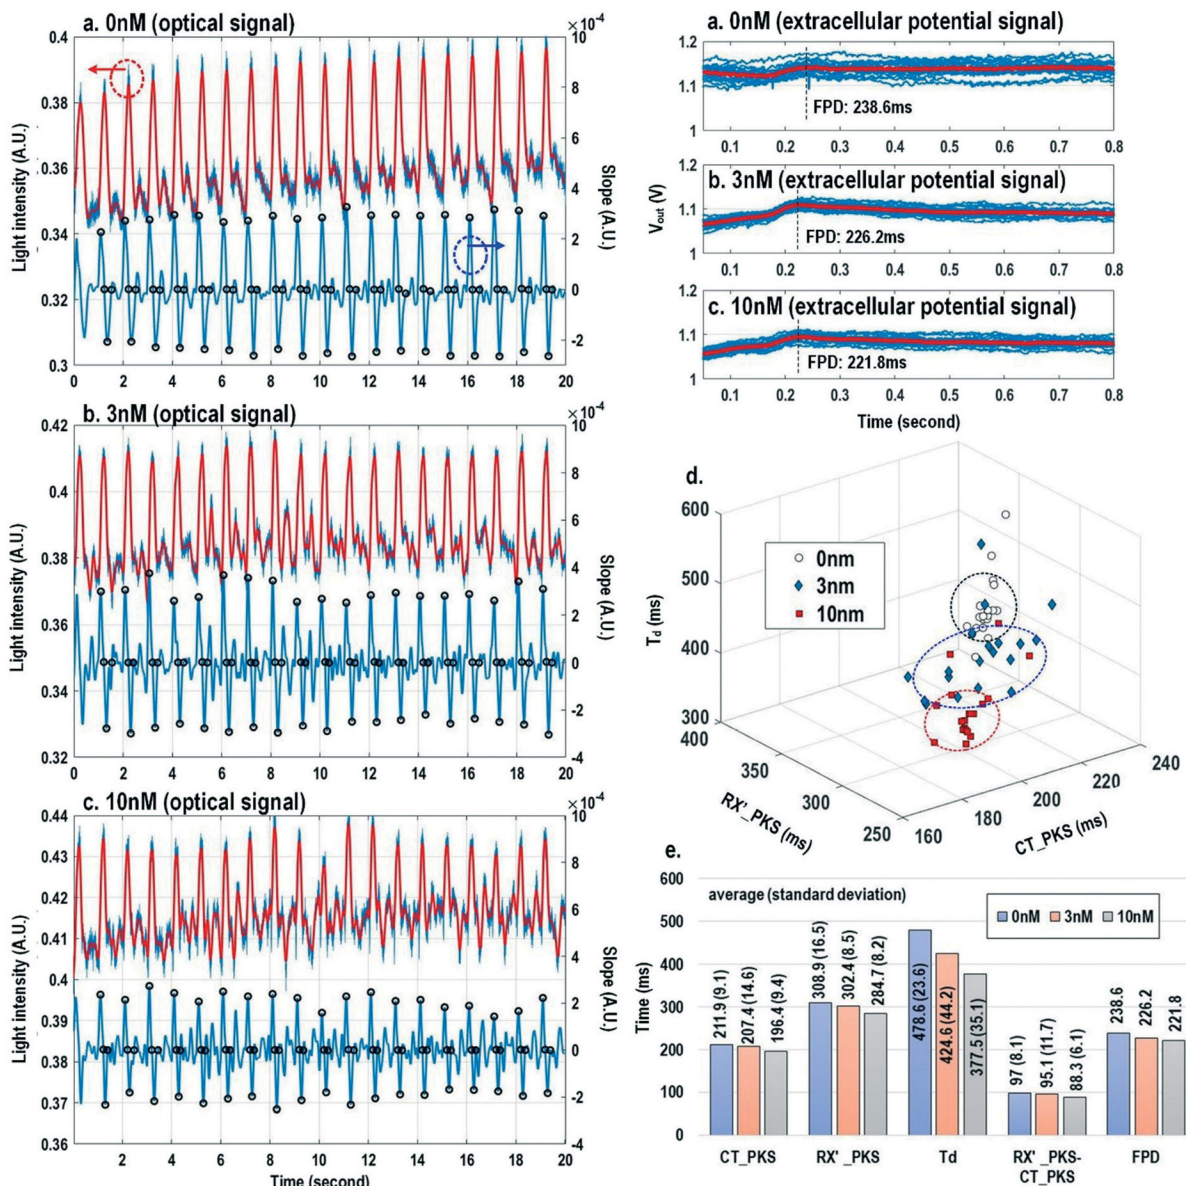 a. 0nM (optical signal)
×10⁻⁴
0.4
0.38
0.36
0.34
0.32
0.3
Light intensity (A.U.)
10
8
6
4
2
0
-2
Slope (A.U.)
0 2 4 6 8 10 12 14 16 18 20
b. 3nM (optical signal)
×10⁻⁴
0.42
0.4
0.38
0.36
0.34
0.32
Light intensity (A.U.)
10
8
6
4
2
0
-2
-4
Slope (A.U.)
0 2 4 6 8 10 12 14 16 18 20
c. 10nM (optical signal)
×10⁻⁴
0.44
0.43
0.42
0.41
0.4
0.39
0.38
0.37
0.36
Light intensity (A.U.)
10
8
6
4
2
0
-2
-4
Slope (A.U.)
0 2 4 6 8 10 12 14 16 18 20
Time (second)
a. 0nM (extracellular potential signal)
1.2
1.1
1
FPD: 238.6ms
0.1 0.2 0.3 0.4 0.5 0.6 0.7 0.8
b. 3nM (extracellular potential signal)
1.2
1.1
1
Vout (V)
FPD: 226.2ms
0.1 0.2 0.3 0.4 0.5 0.6 0.7 0.8
c. 10nM (extracellular potential signal)
1.2
1.1
1
FPD: 221.8ms
0.1 0.2 0.3 0.4 0.5 0.6 0.7 0.8
Time (second)
d.
600
500
400
300
Td (ms)
0nm
3nm
10nm
400
350
300
250
RX'_PKS (ms)
160
180
200
220
240
CT_PKS (ms)
e.
600
500
400
300
200
100
0
Time (ms)
average (standard deviation)
0nM 3nM 10nM
211.9 (9.1)
207.4 (14.6)
196.4 (9.4)
308.9 (16.5)
302.4 (8.5)
284.7 (8.2)
478.6 (23.6)
424.6 (44.2)
377.5 (35.1)
97 (8.1)
95.1 (11.7)
88.3 (6.1)
238.6
226.2
221.8
CT_PKS RX' _PKS Td RX' _PKS- FPD
CT_PKS